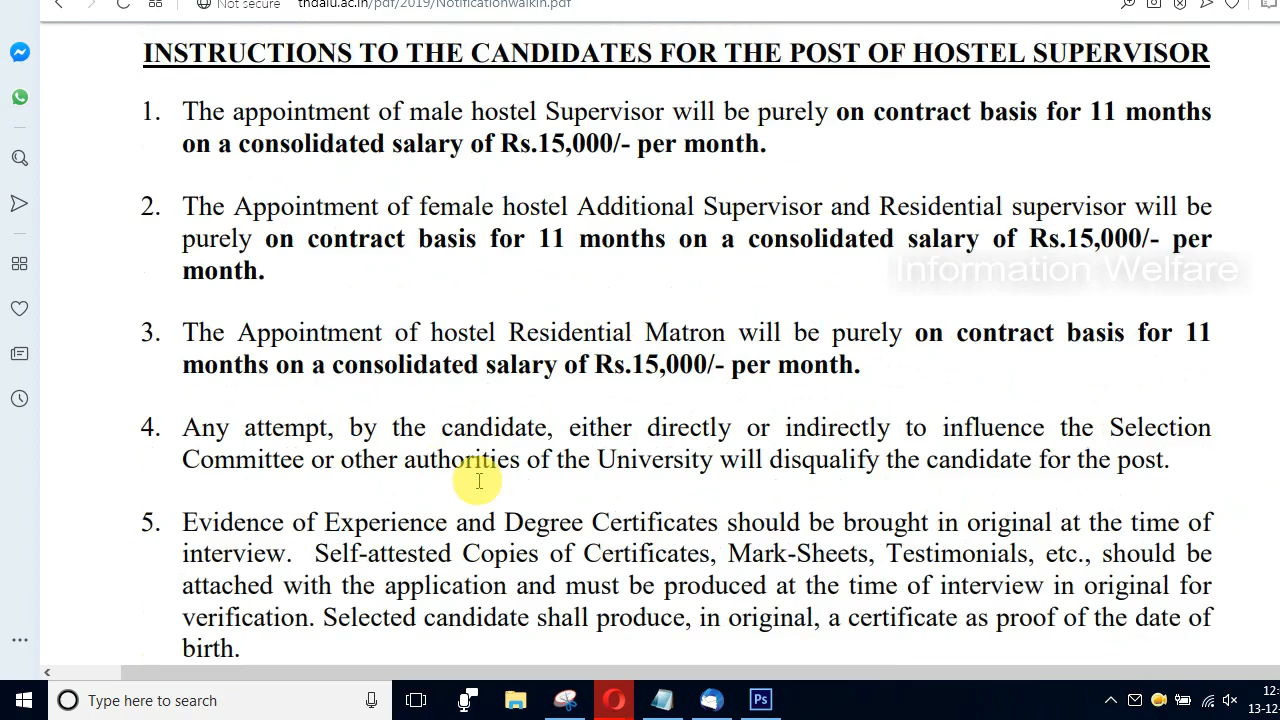 Not secure thdalu.ac.in/pdf/2019/Notificationwalkin.pdf
INSTRUCTIONS TO THE CANDIDATES FOR THE POST OF HOSTEL SUPERVISOR
1. The appointment of male hostel Supervisor will be purely on contract basis for 11 months
on a consolidated salary of Rs.15,000/- per month.
2. The Appointment of female hostel Additional Supervisor and Residential supervisor will be
purely on contract basis for 11 months on a consolidated salary of Rs.15,000/- per
month.
Information Welfare
3. The Appointment of hostel Residential Matron will be purely on contract basis for 11
months on a consolidated salary of Rs.15,000/- per month.
4. Any attempt, by the candidate, either directly or indirectly to influence the Selection
Committee or other authorities of the University will disqualify the candidate for the post.
5. Evidence of Experience and Degree Certificates should be brought in original at the time of
interview. Self-attested Copies of Certificates, Mark-Sheets, Testimonials, etc., should be
attached with the application and must be produced at the time of interview in original for
verification. Selected candidate shall produce, in original, a certificate as proof of the date of
birth.
Type here to search
Ps
12:
13-12-